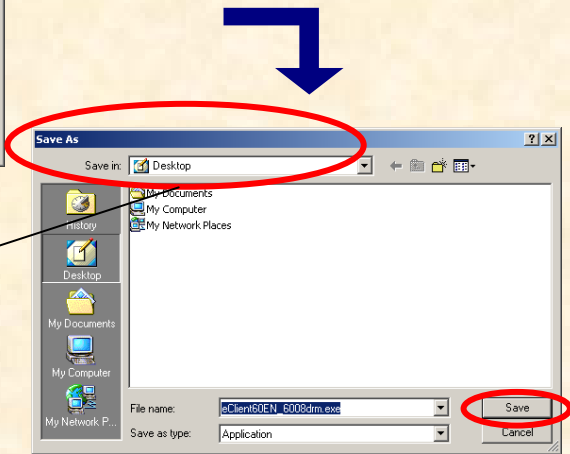 Save As
Save in: Desktop
History
Desktop
My Documents
My Computer
My Network P...
My Documents
My Computer
My Network Places
File name: eClient60EN_6008drm.exe
Save
Save as type: Application
Cancel